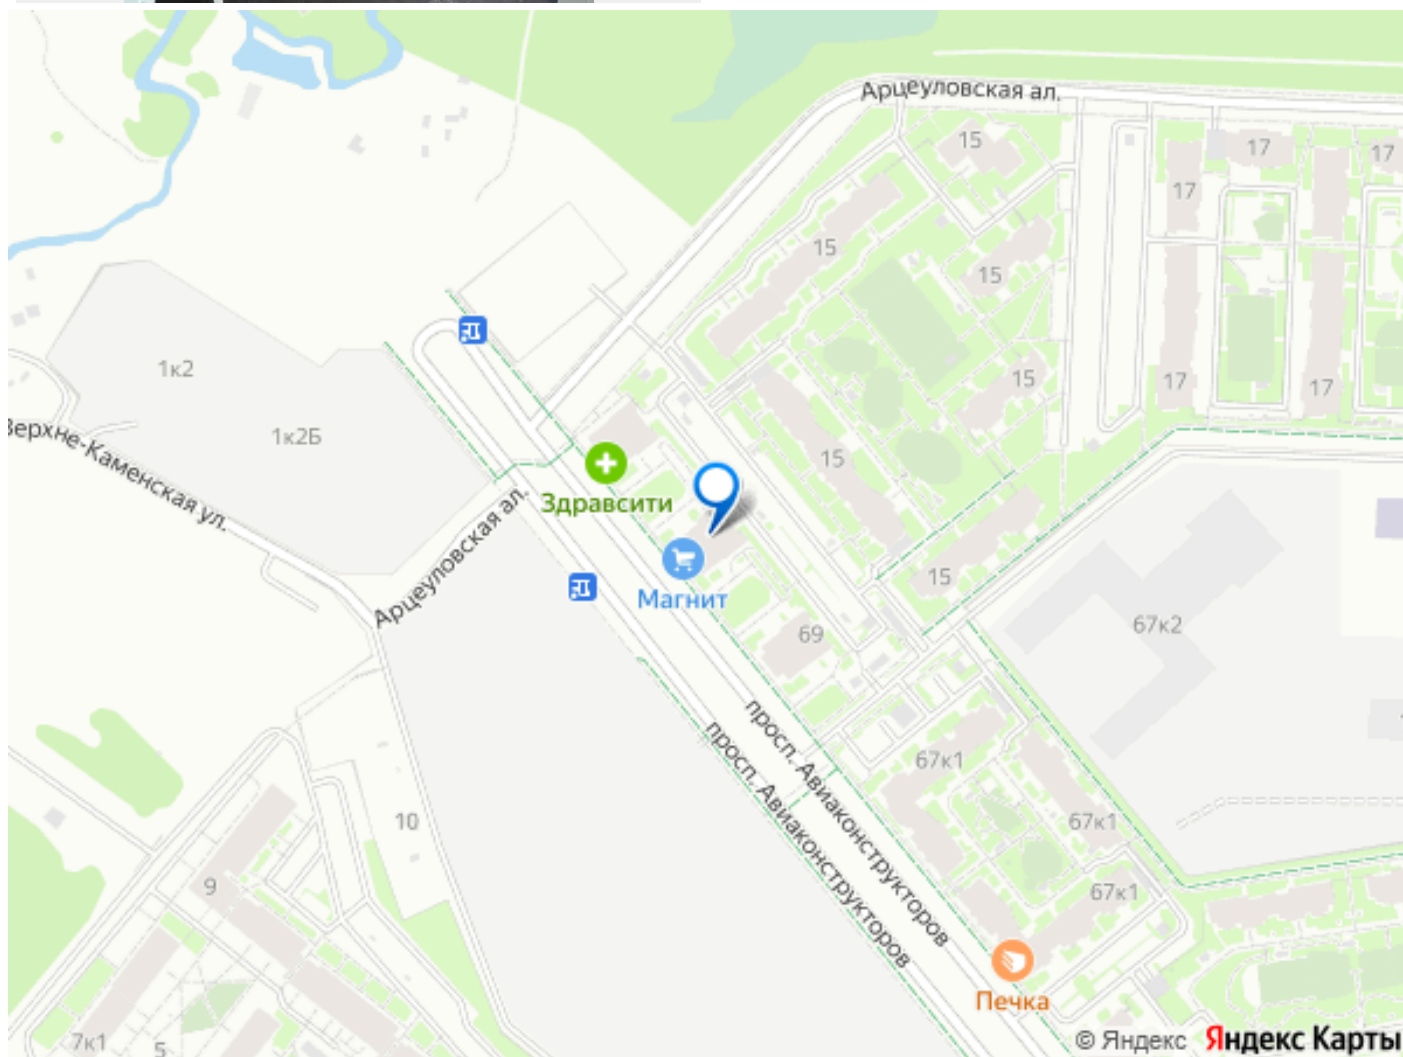 Арцеуловская ал.
15
17
17
17
15
15
1к2
15
17
17
1к2Б
Верхне-Каменская ул.
15
Здравсити
Арцеуловская ал.
15
Магнит
69
67к2
просп. Авиаконструкторов
просп. Авиаконструкторов
67к1
10
67к1
9
67к1
Печка
7к1
5
© Яндекс Яндекс Карты